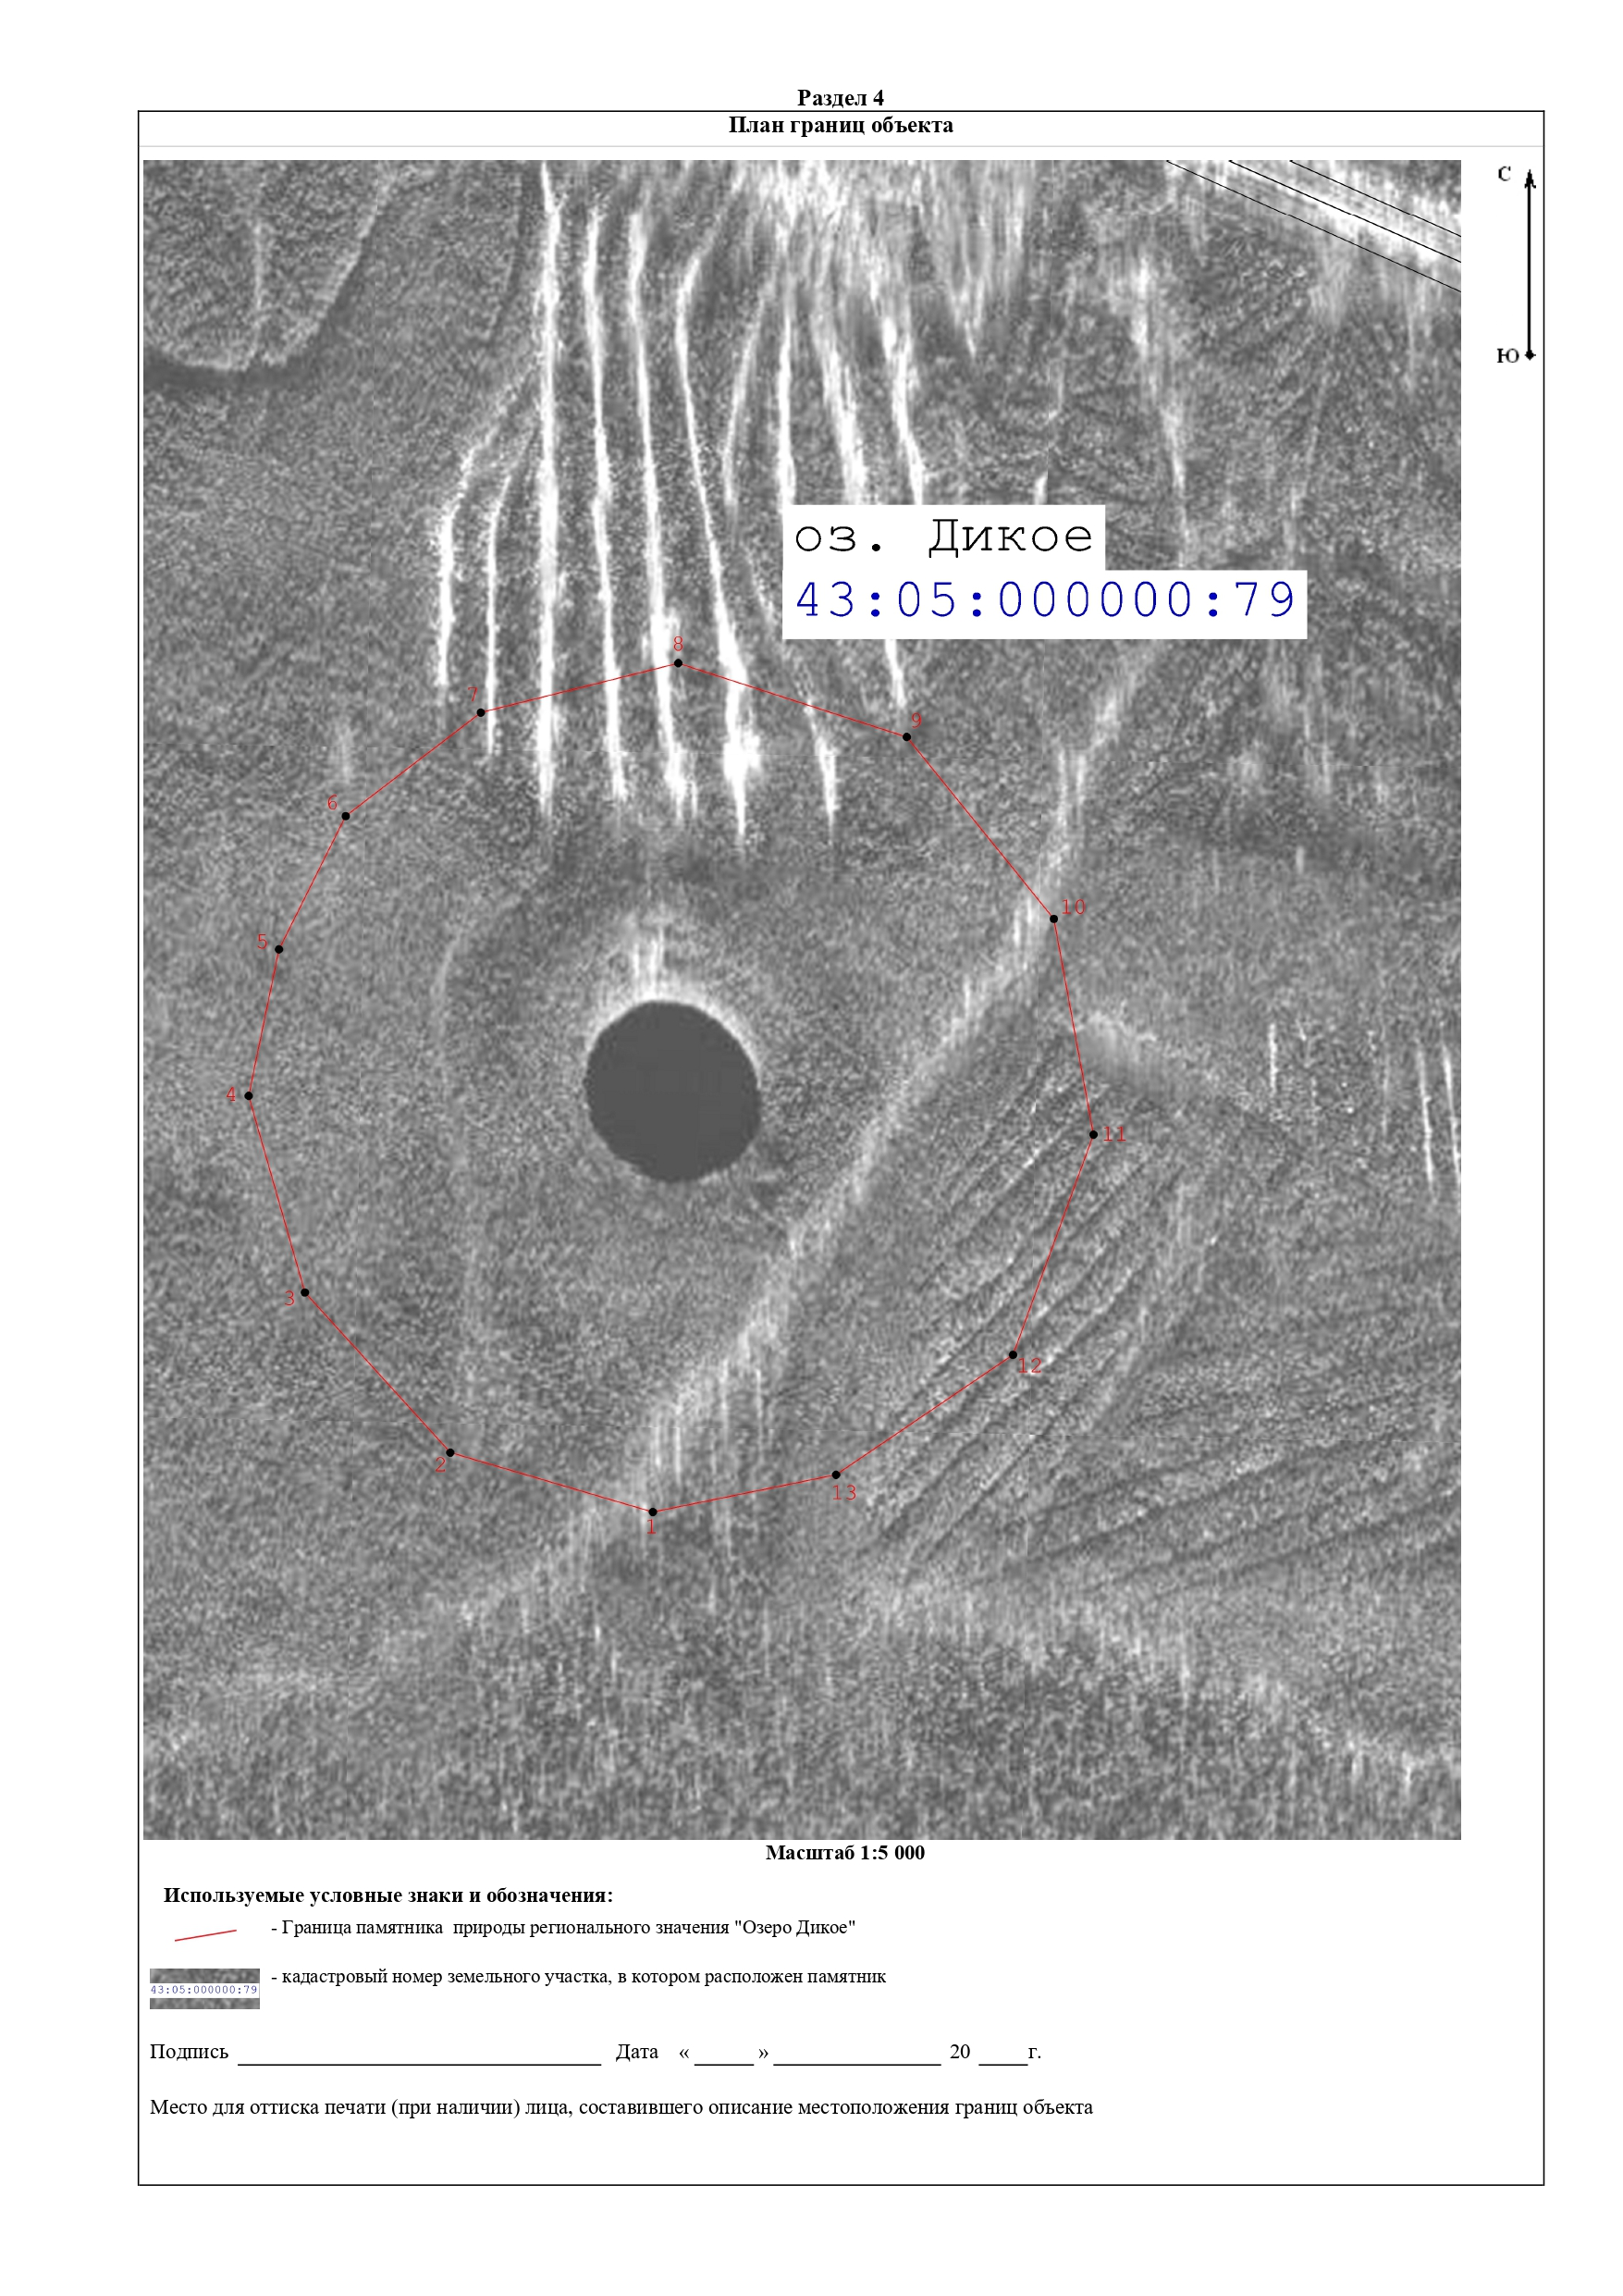 Раздел 4
План границ объекта
С
Ю
оз. Дикое
43:05:000000:79
8
7
9
6
10
5
4
11
3
12
2
13
1
Масштаб 1:5 000
Используемые условные знаки и обозначения:
- Граница памятника природы регионального значения "Озеро Дикое"
- кадастровый номер земельного участка, в котором расположен памятник
43:05:000000:79
Подпись Дата « » 20 г.
Место для оттиска печати (при наличии) лица, составившего описание местоположения границ объекта